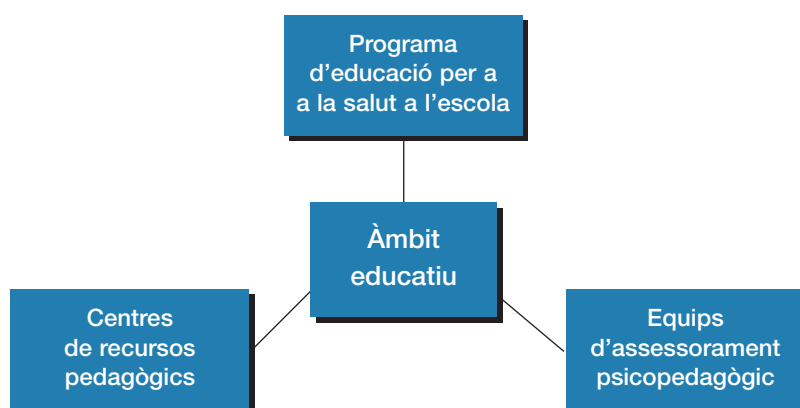 Programa
d'educació per a
a la salut a l'escola
Àmbit
educatiu
Centres
de recursos
pedagògics
Equips
d'assessorament
psicopedagògic